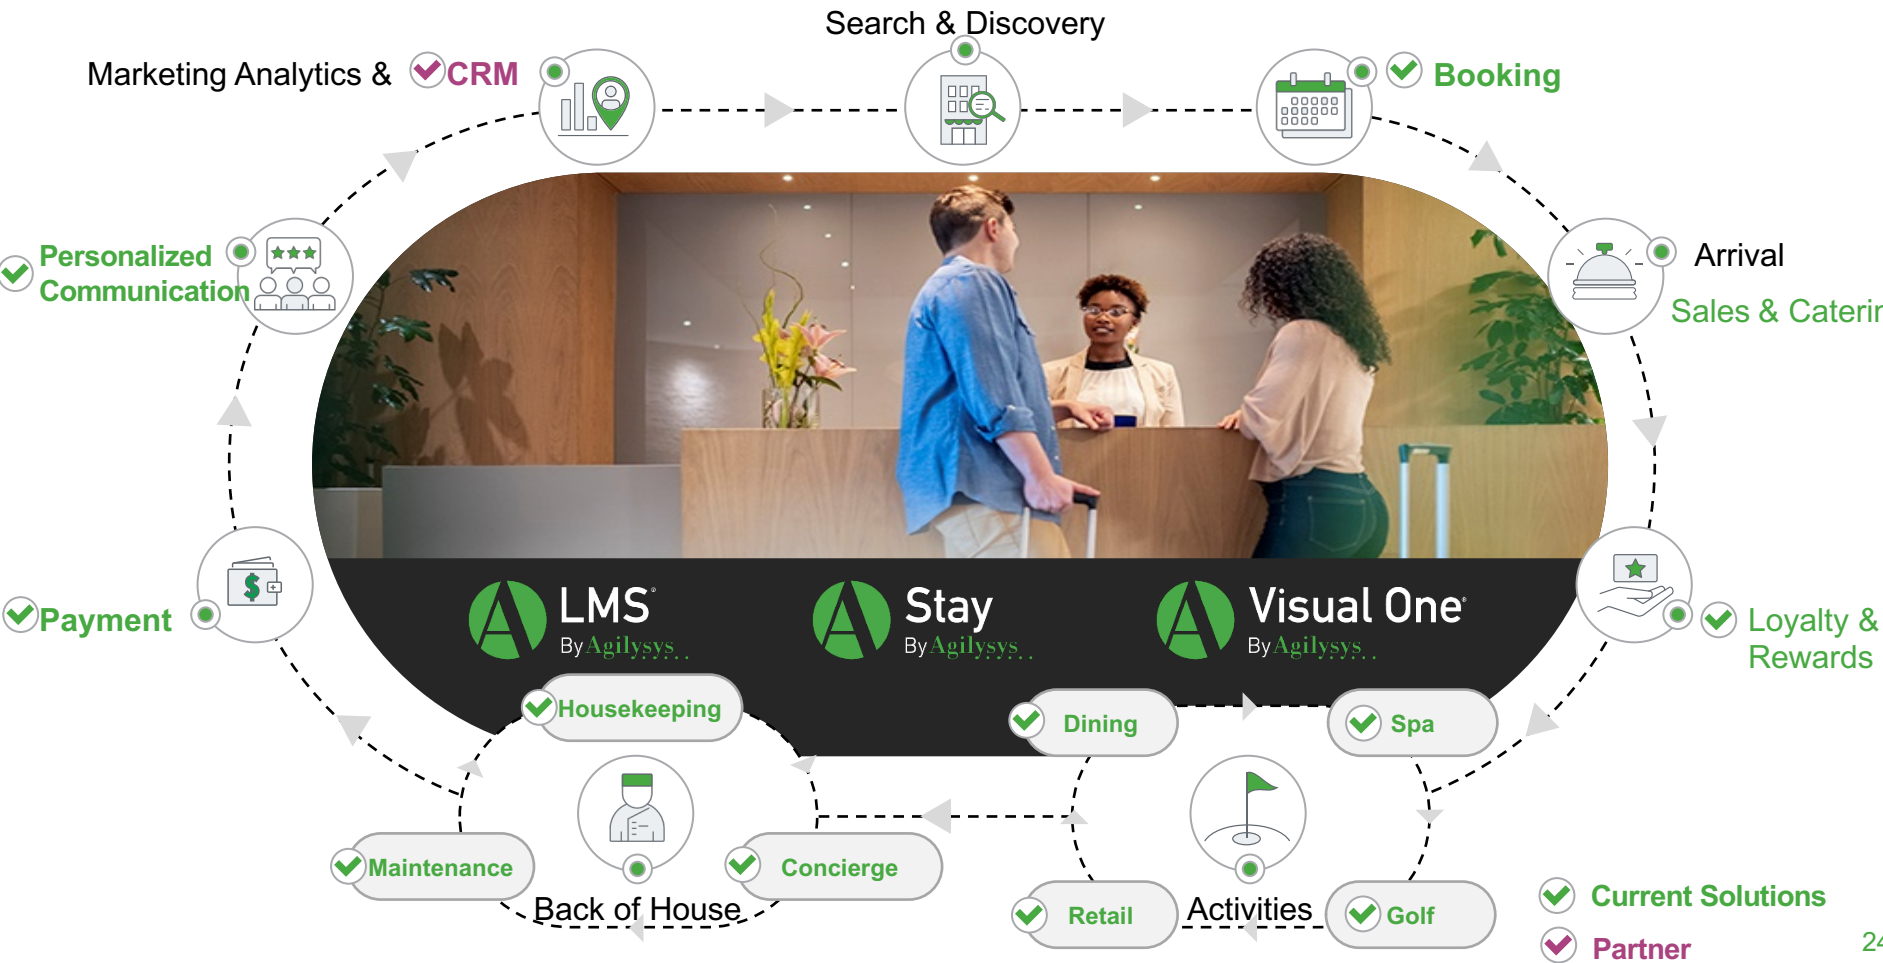 Search & Discovery
Marketing Analytics & CRM
Booking
Personalized
Communication
Arrival
Sales & Caterin
Payment
Loyalty &
Rewards
LMS®
By Agilysys
Stay
By Agilysys
Visual One®
By Agilysys
Housekeeping
Dining
Spa
Maintenance
Concierge
Back of House
Retail
Activities
Golf
Current Solutions
Partner
24